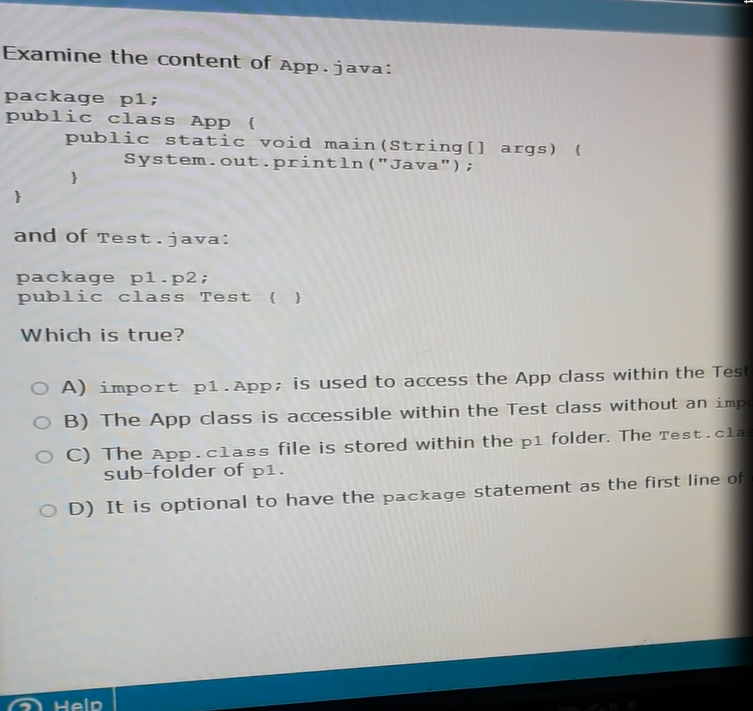 Examine the content of App.java:
package p1;
public class App {
public static void main(String[] args) {
System.out.println("Java");
}
}
and of Test.java:
package p1.p2;
public class Test { }
Which is true?
A) import p1.App; is used to access the App class within the Test
B) The App class is accessible within the Test class without an
C) The App.class file is stored within the p1 folder. The
sub-folder of p1.
D) It is optional to have the package statement as the first line of
? Help